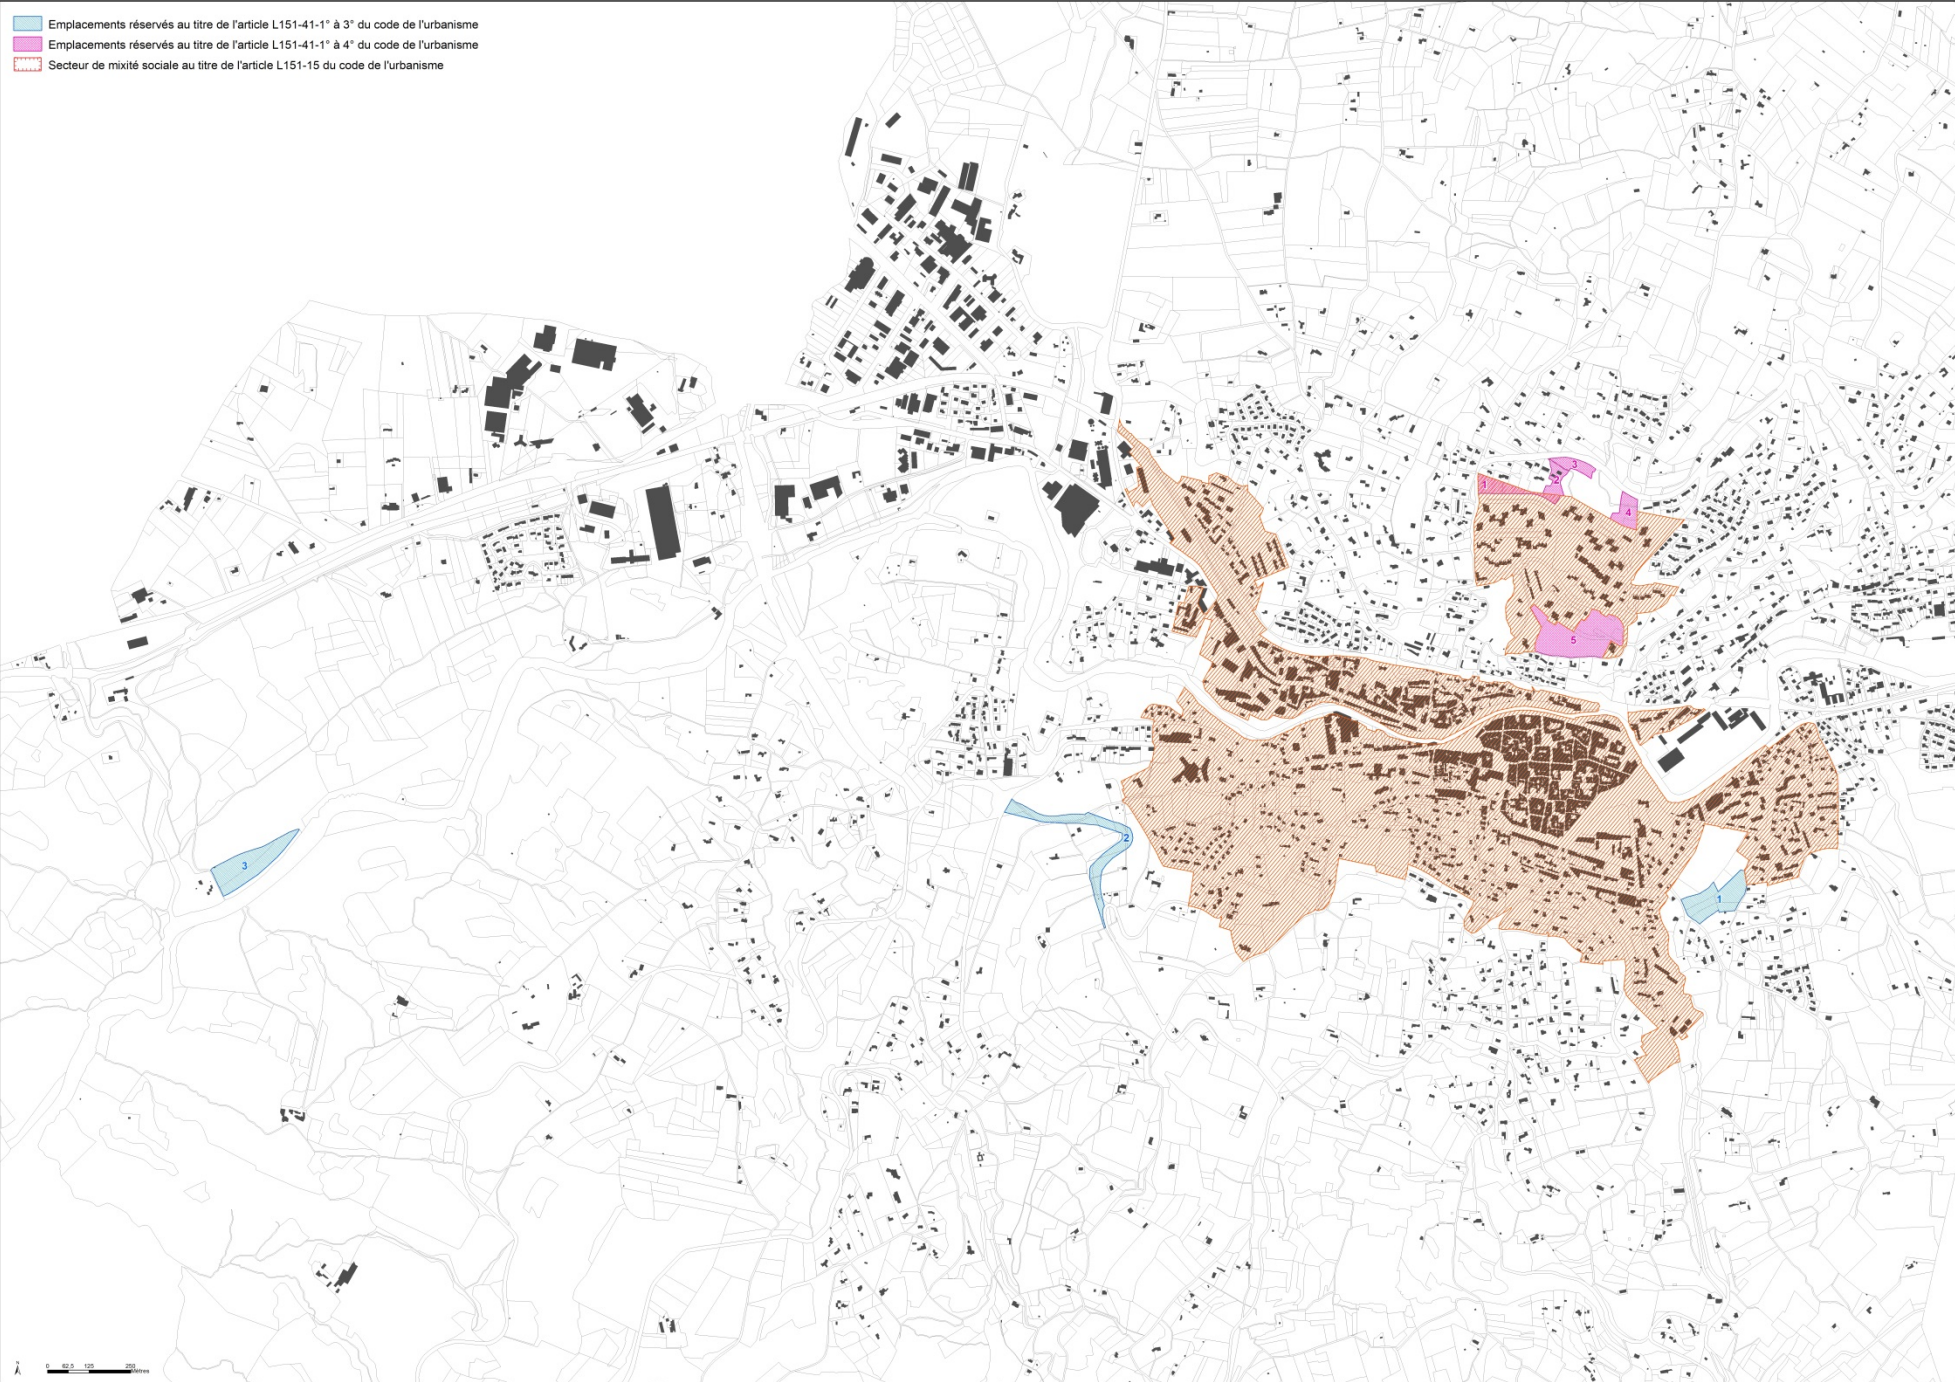 Emplacements réservés au titre de l'article L151-41-1° à 3° du code de l'urbanisme
Emplacements réservés au titre de l'article L151-41-1° à 4° du code de l'urbanisme
Secteur de mixité sociale au titre de l'article L151-15 du code de l'urbanisme
3
1
2
4
5
2
3
1
N
0 62,5 125 250
Mètres